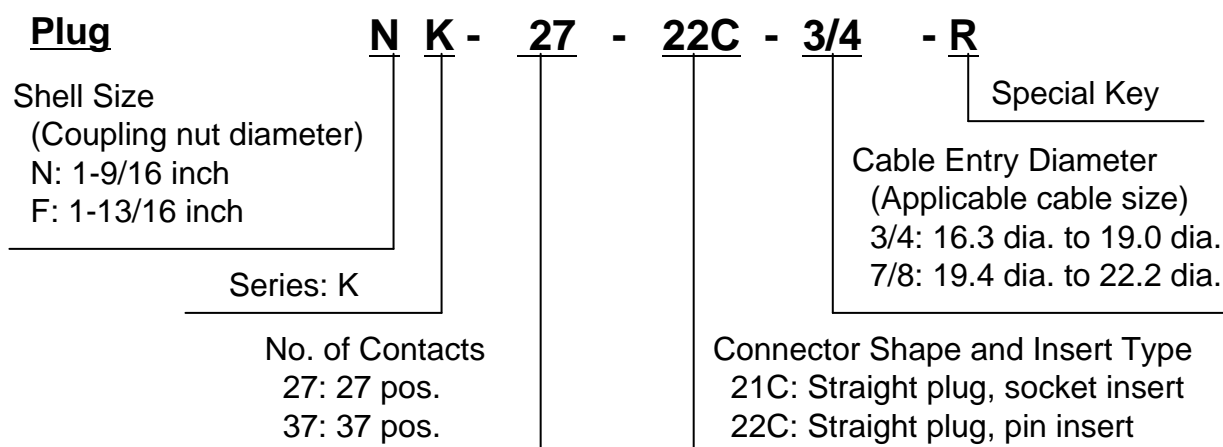 Plug N K - 27 - 22C - 3/4 - R
Special Key
Shell Size
(Coupling nut diameter)
N: 1-9/16 inch
F: 1-13/16 inch
Cable Entry Diameter
(Applicable cable size)
3/4: 16.3 dia. to 19.0 dia.
7/8: 19.4 dia. to 22.2 dia.
Series: K
No. of Contacts
27: 27 pos.
37: 37 pos.
Connector Shape and Insert Type
21C: Straight plug, socket insert
22C: Straight plug, pin insert